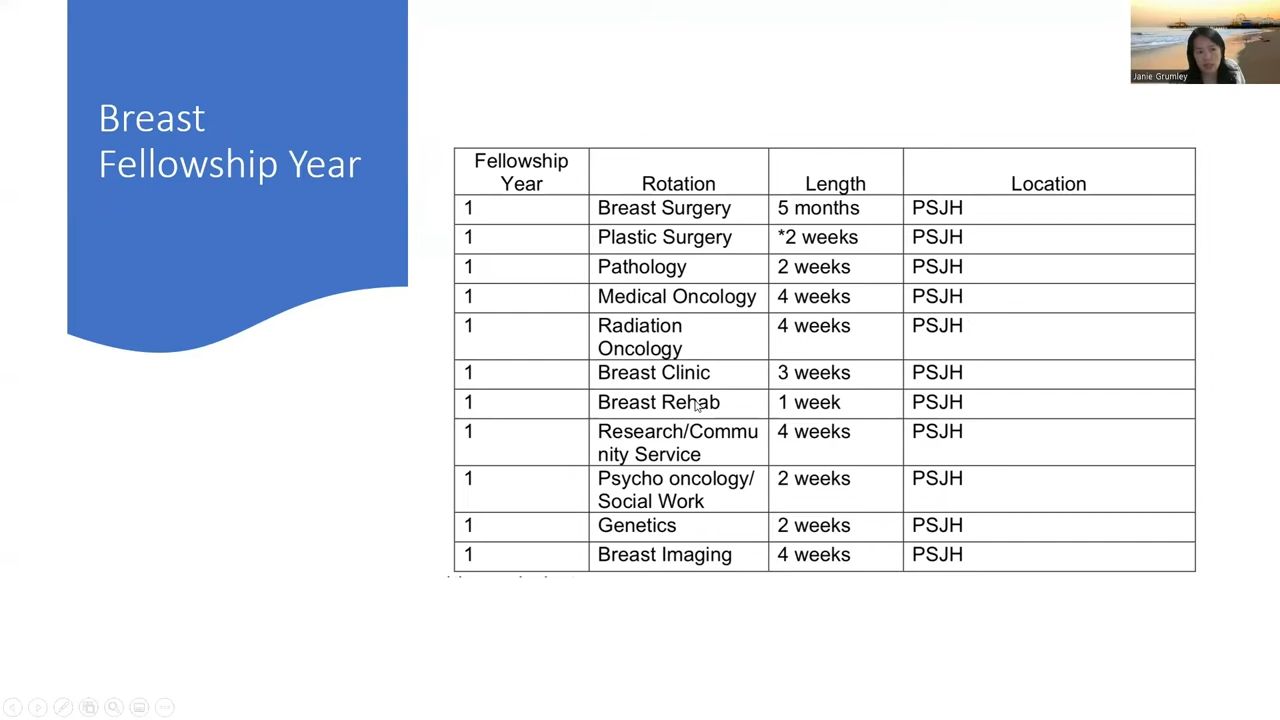 Breast
Fellowship Year
Janie Grumley
Fellowship
Year Rotation Length Location
1 Breast Surgery 5 months PSJH
1 Plastic Surgery *2 weeks PSJH
1 Pathology 2 weeks PSJH
1 Medical Oncology 4 weeks PSJH
1 Radiation 4 weeks PSJH
Oncology
1 Breast Clinic 3 weeks PSJH
1 Breast Rehab 1 week PSJH
1 Research/Commu 4 weeks PSJH
nity Service
1 Psycho oncology/ 2 weeks PSJH
Social Work
1 Genetics 2 weeks PSJH
1 Breast Imaging 4 weeks PSJH